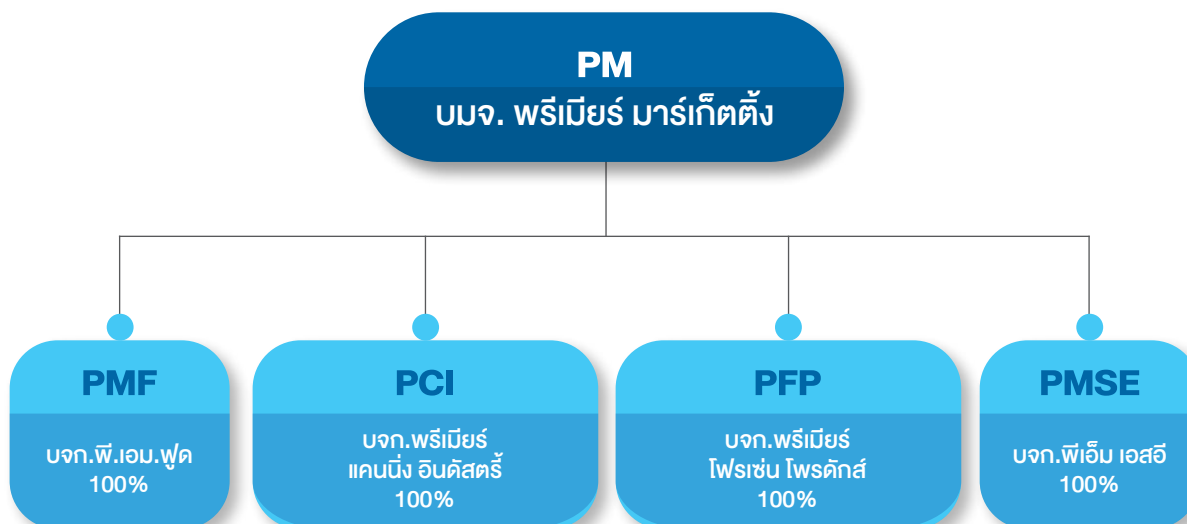 PM
บมจ. พรีเมียร์ มาร์เก็ตติ้ง
PMF
บจก.พี.เอม.ฟูด
100%
PCI
บจก.พรีเมียร์
แคนนิ่ง อินดัสตรี้
100%
PFP
บจก.พรีเมียร์
โฟรเซ่น โพรดักส์
100%
PMSE
บจก.พีเอ็ม เอสอี
100%